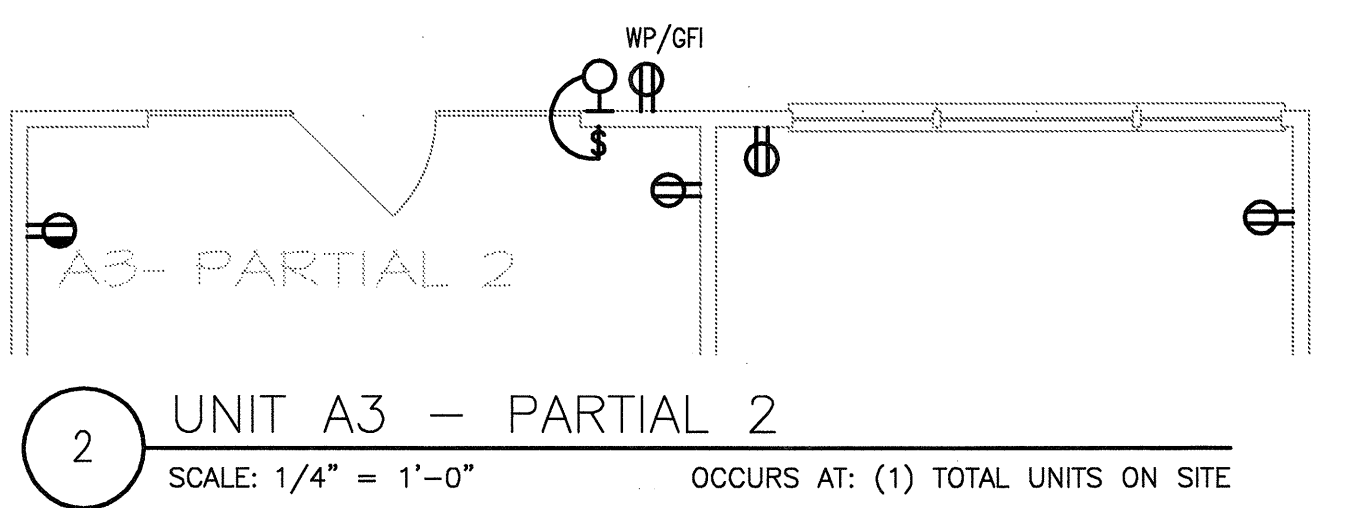 WP/GFI
$
A3- PARTIAL 2
2
UNIT A3 - PARTIAL 2
SCALE: 1/4" = 1'-0"
OCCURS AT: (1) TOTAL UNITS ON SITE